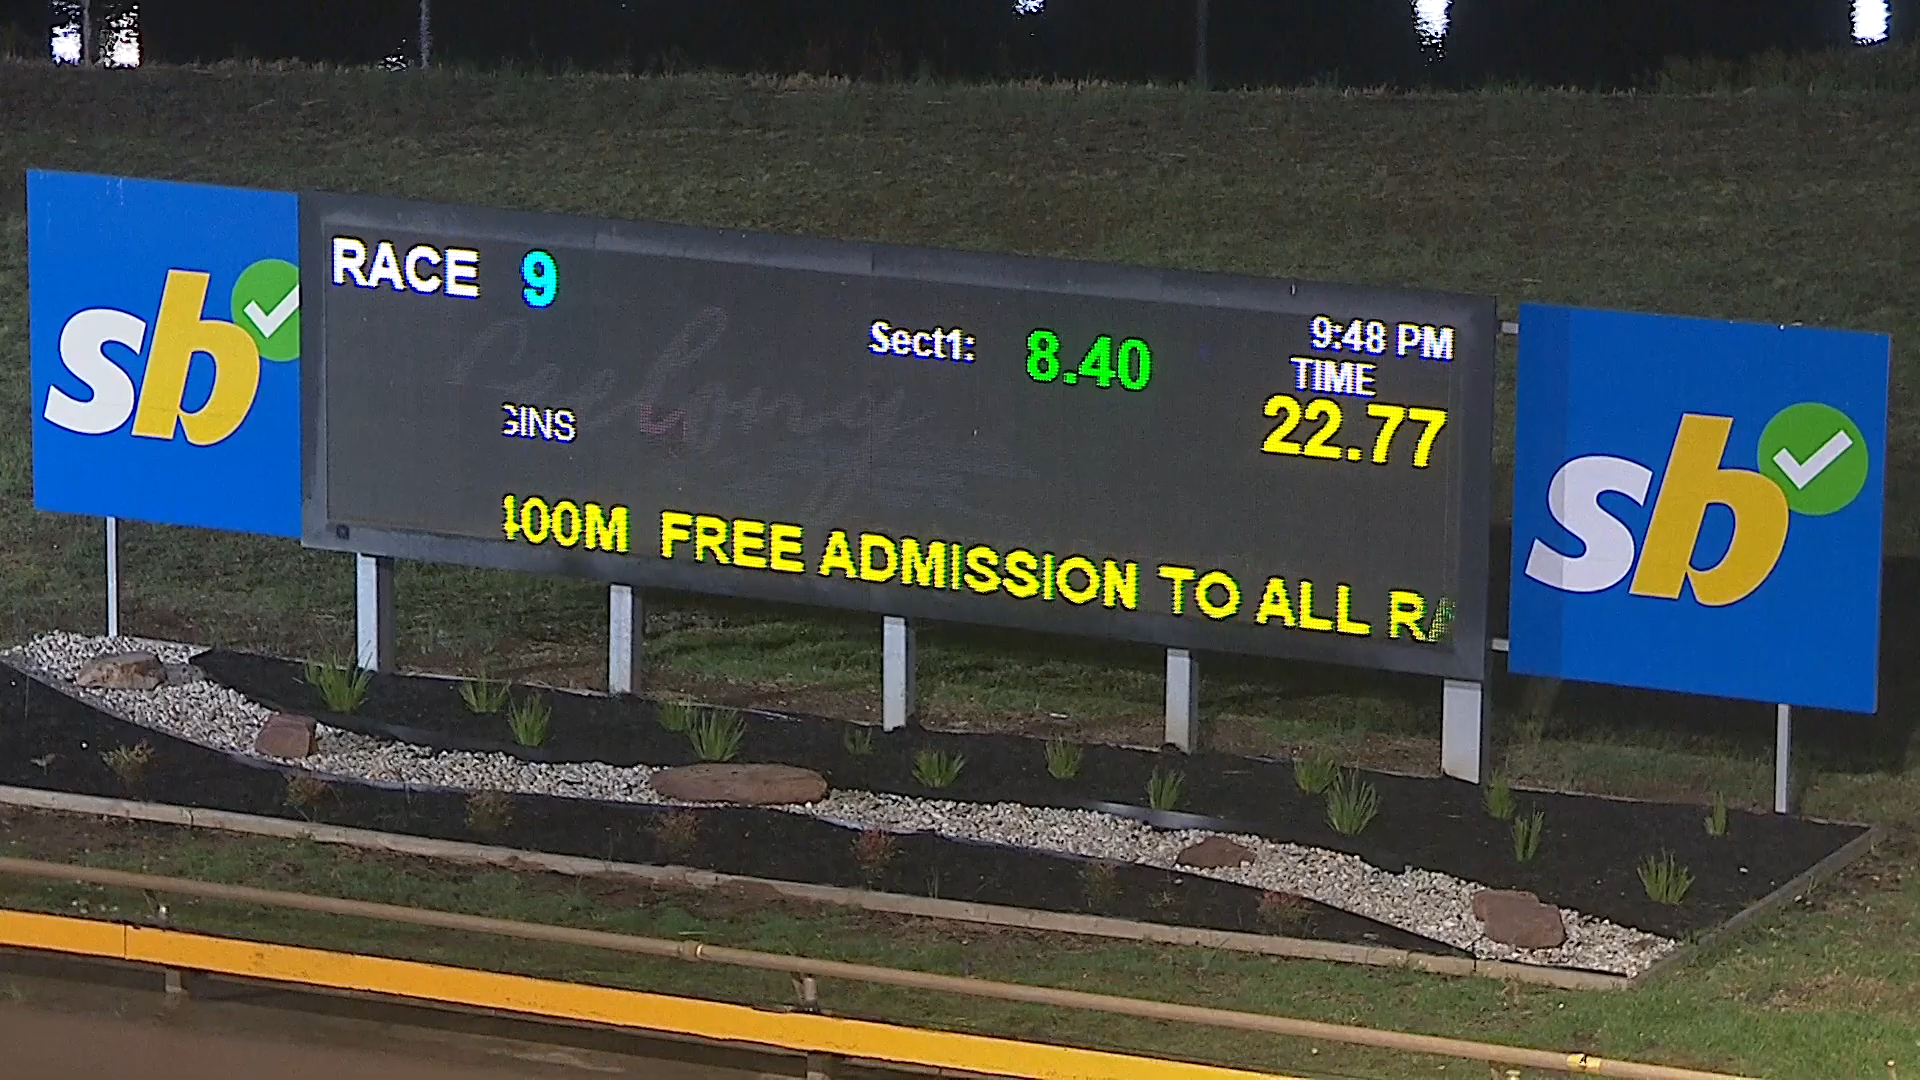 sb
RACE 9
9:48 PM
Sect1: 8.40
TIME
22.77
GINS
400M FREE ADMISSION TO ALL RA
sb